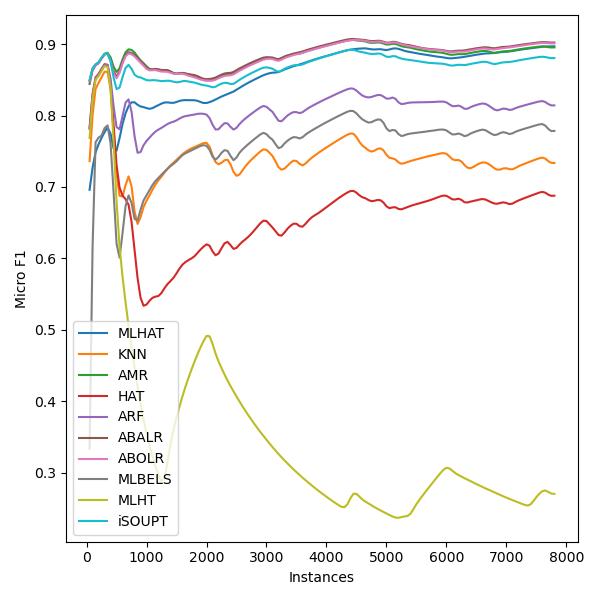 0.9
0.8
0.7
0.6
0.5
0.4
0.3
Micro F1
MLHAT
KNN
AMR
HAT
ARF
ABALR
ABOLR
MLBELS
MLHT
iSOUPT
0 1000 2000 3000 4000 5000 6000 7000 8000
Instances